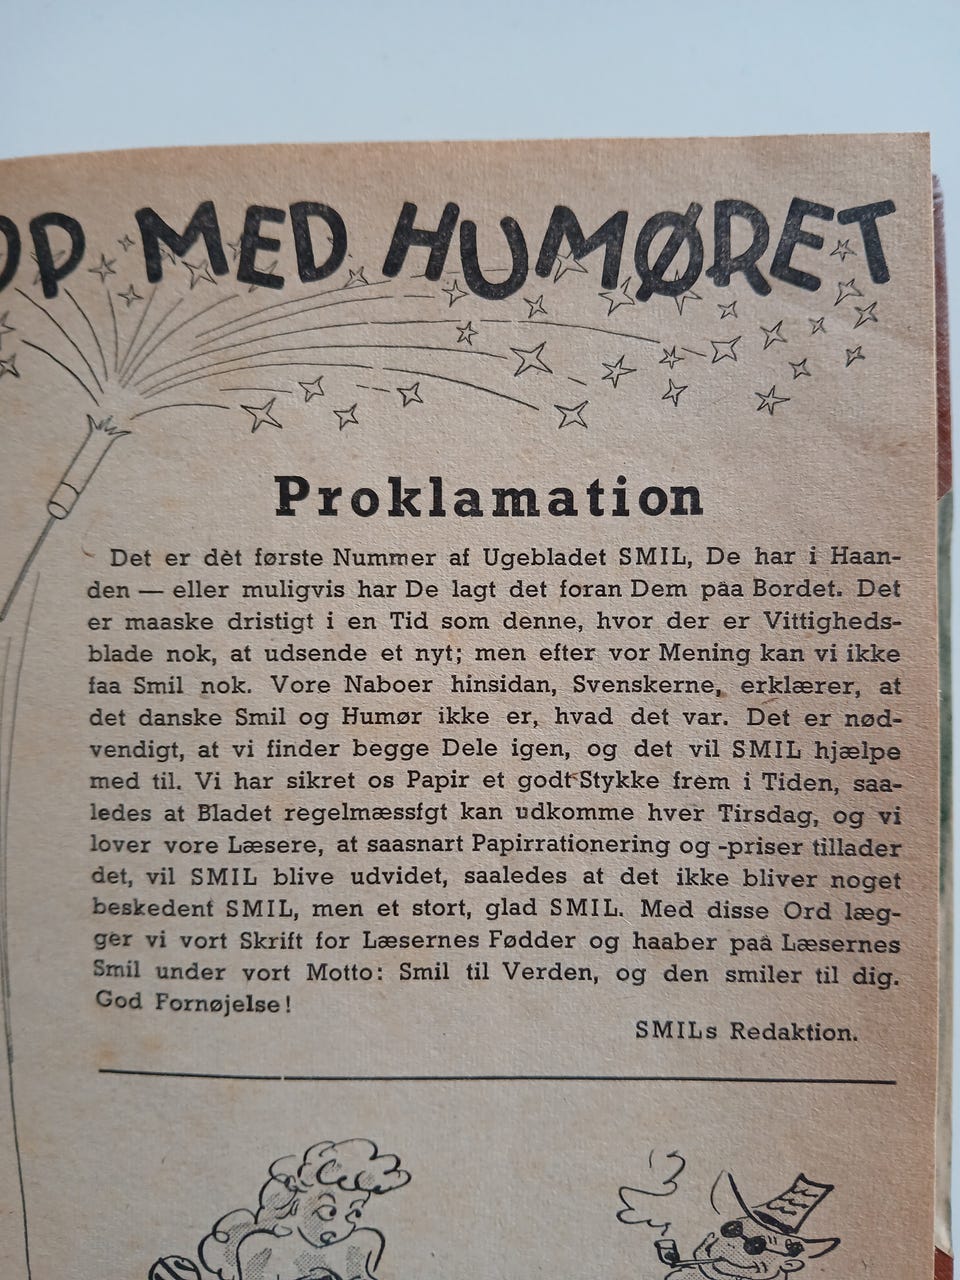 OP MED HUMØRET
Proklamation
Det er dèt første Nummer af Ugebladet SMIL, De har i Haan-
den — eller muligvis har De lagt det foran Dem paa Bordet. Det
er maaske dristigt i en Tid som denne, hvor der er Vittigheds-
blade nok, at udsende et nyt; men efter vor Mening kan vi ikke
faa Smil nok. Vore Naboer hinsidan, Svenskerne, erklærer, at
det danske Smil og Humør ikke er, hvad det var. Det er nød-
vendigt, at vi finder begge Dele igen, og det vil SMIL hjælpe
med til. Vi har sikret os Papir et godt Stykke frem i Tiden, saa-
ledes at Bladet regelmæssfgt kan udkomme hver Tirsdag, og vi
lover vore Læsere, at saasnart Papirrationering og -priser tillader
det, vil SMIL blive udvidet, saaledes at det ikke bliver noget
beskedent SMIL, men et stort, glad SMIL. Med disse Ord læg-
ger vi vort Skrift for Læsernes Fødder og haaber paa Læsernes
Smil under vort Motto: Smil til Verden, og den smiler til dig.
God Fornøjelse!
SMILs Redaktion.